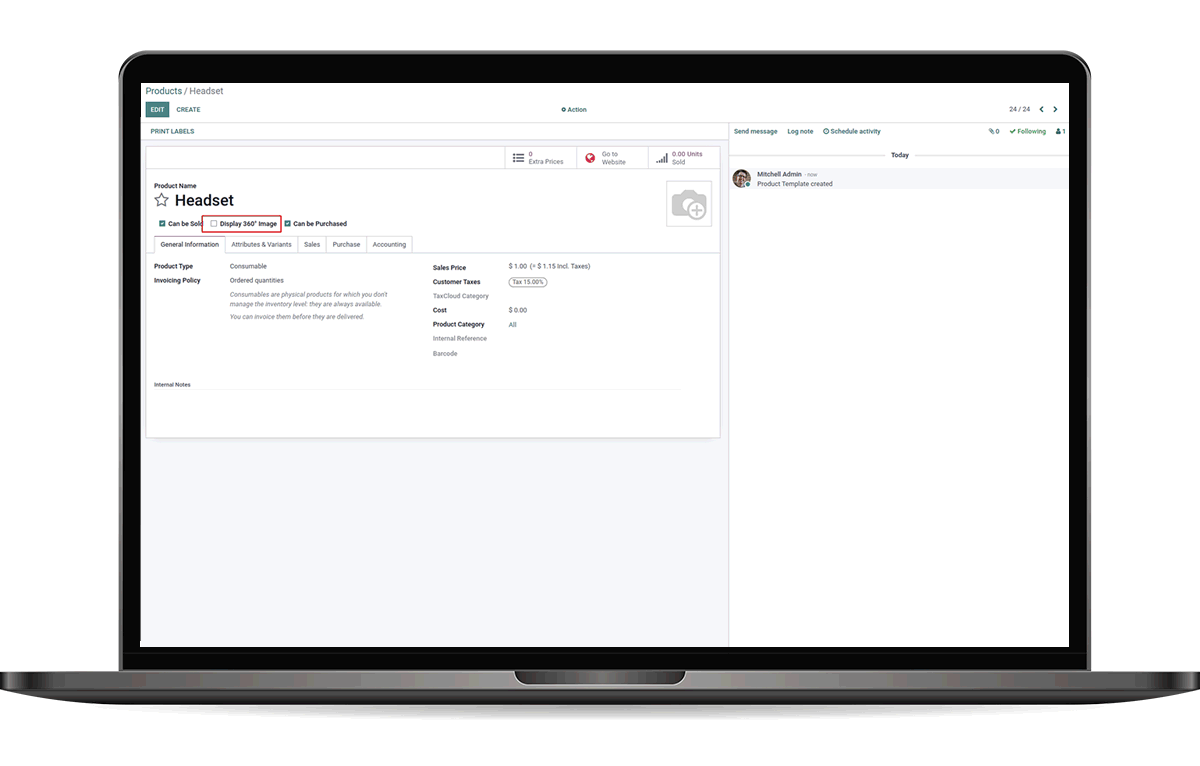 Products / Headset
EDIT CREATE Action 24 / 24
PRINT LABELS Send message Log note Schedule activity 0 Following 1
0 Extra Prices
Go to Website
0.00 Units Sold
Today
Mitchell Admin - now
Product Template created
Product Name
Headset
Can be Sold Display 360° Image Can be Purchased
General Information Attributes & Variants Sales Purchase Accounting
Product Type Consumable
Invoicing Policy Ordered quantities
Consumables are physical products for which you don't
manage the inventory level: they are always available.
You can invoice them before they are delivered.
Sales Price $ 1.00 (= $ 1.15 Incl. Taxes)
Customer Taxes Tax 15.00%
TaxCloud Category
Cost $ 0.00
Product Category All
Internal Reference
Barcode
Internal Notes